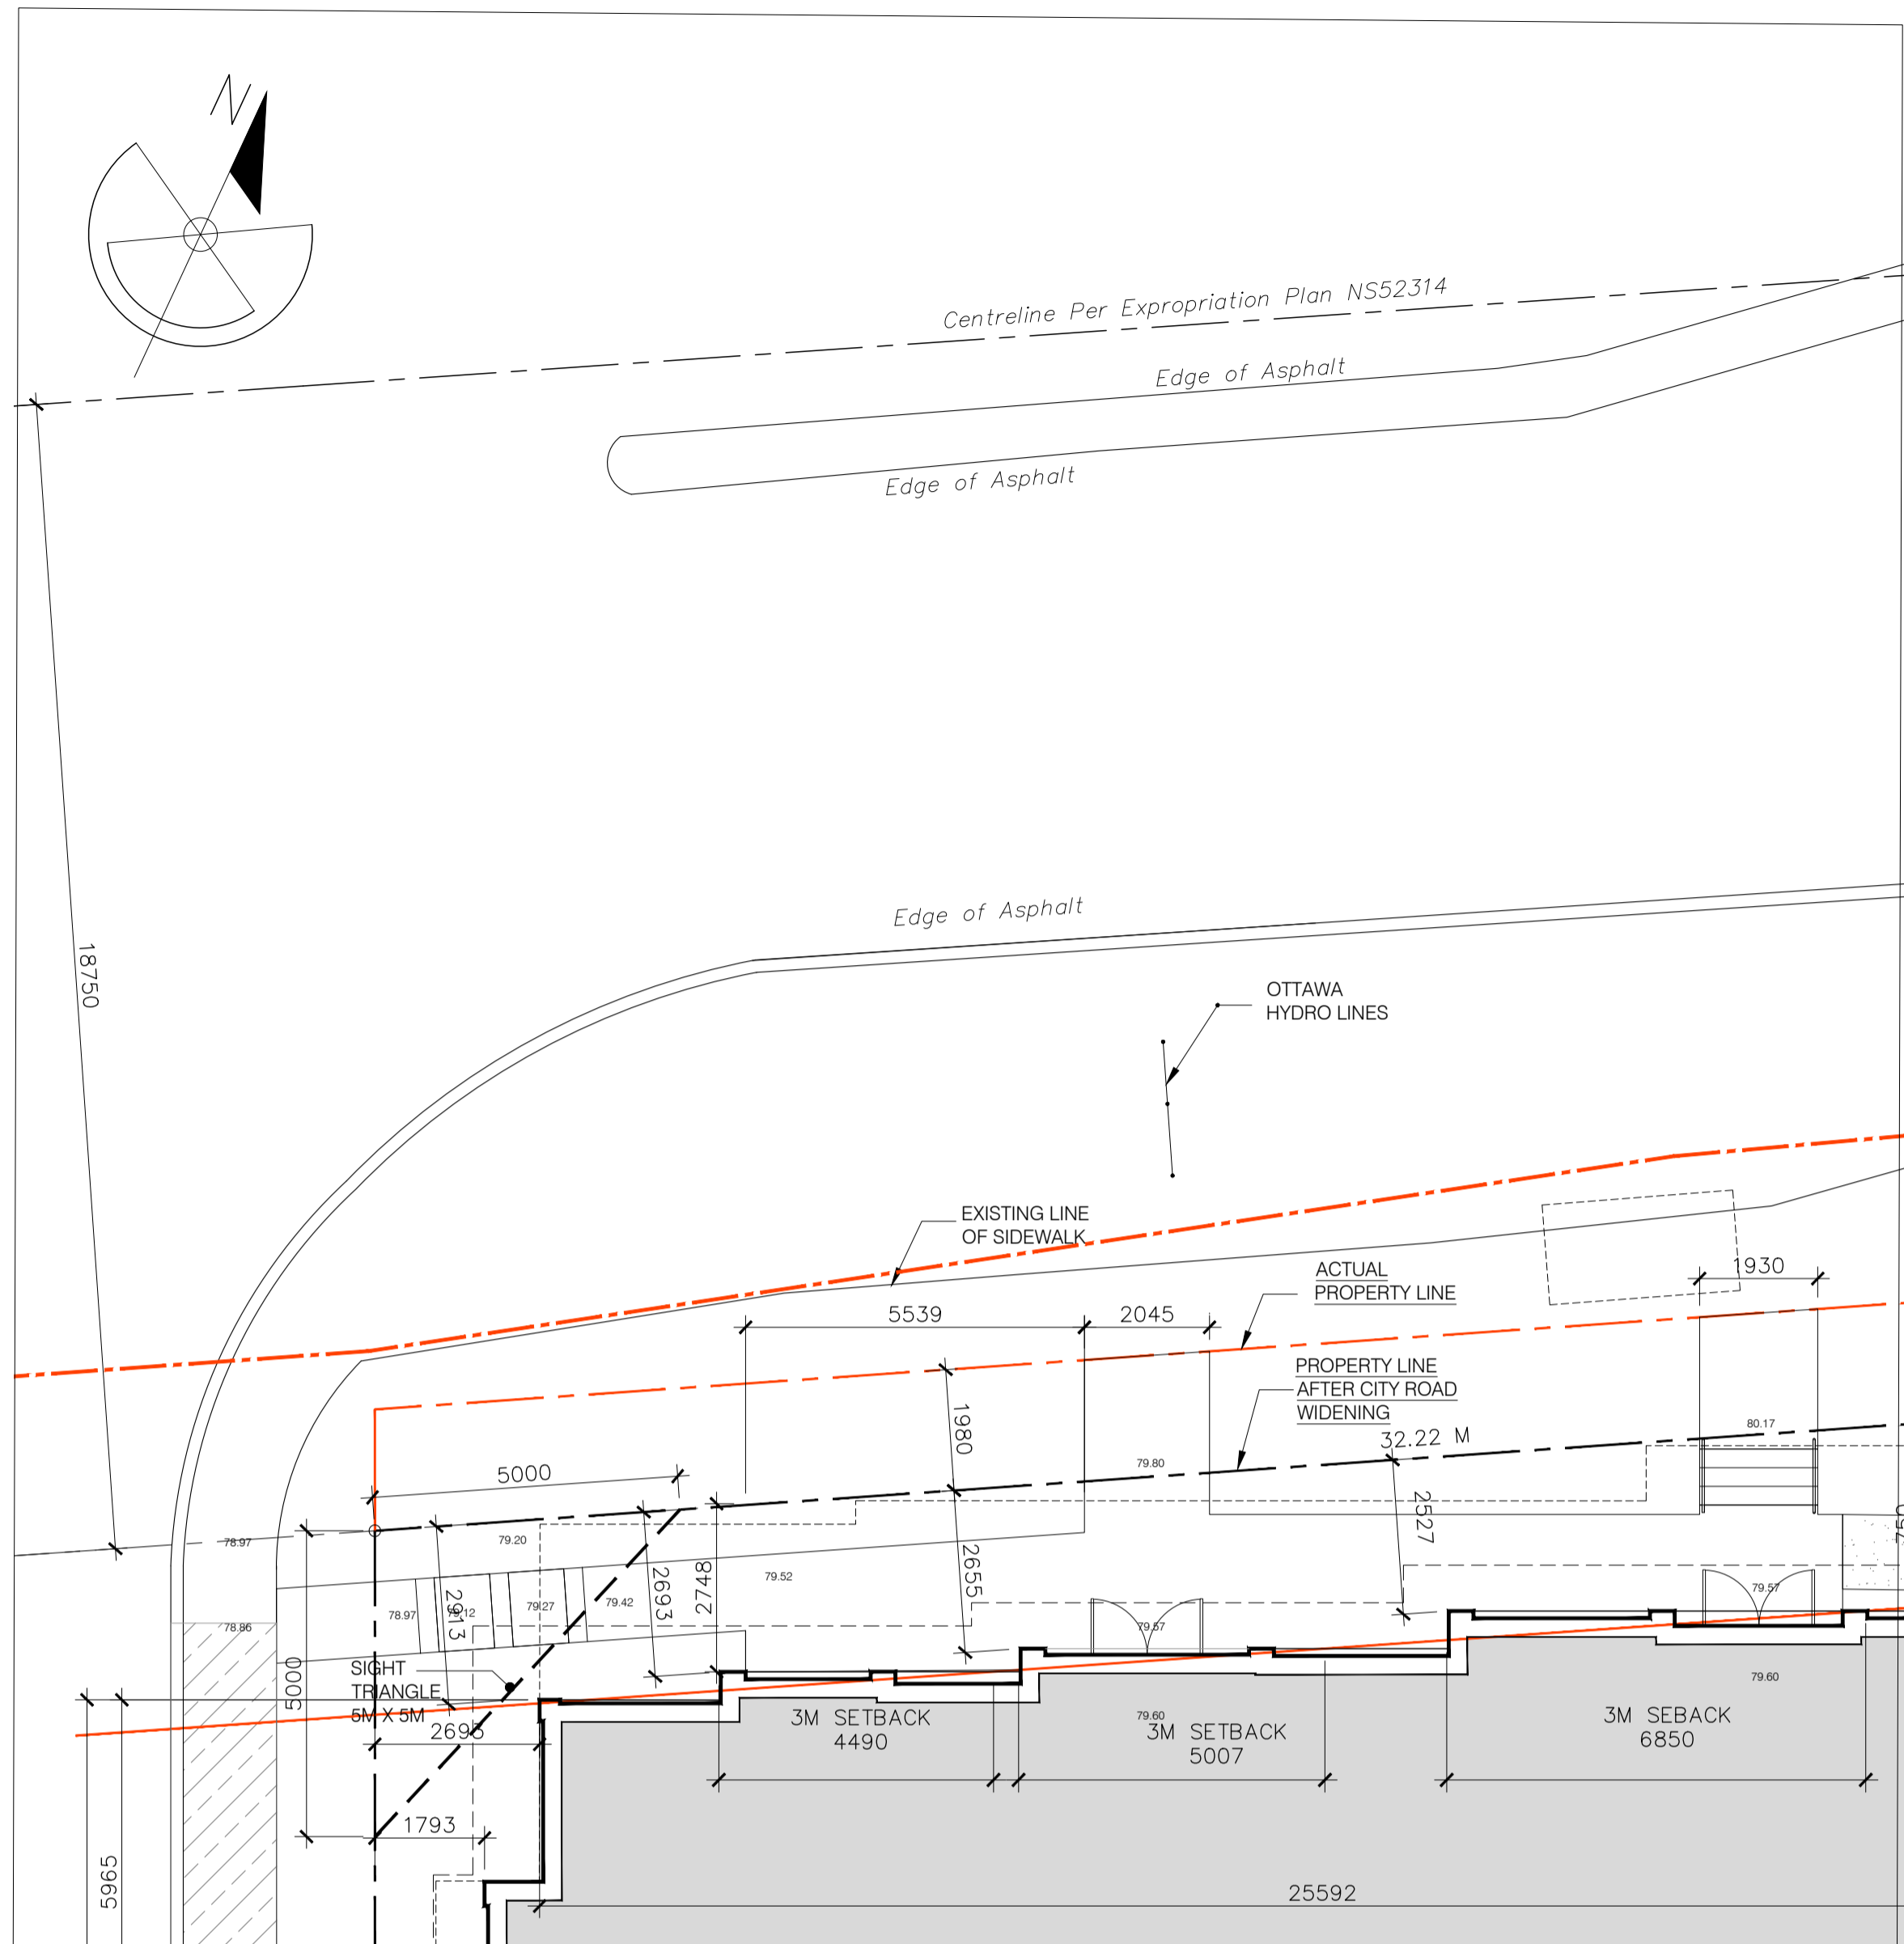 N
Centreline Per Expropriation Plan NS52314
Edge of Asphalt
Edge of Asphalt
Edge of Asphalt
18750
OTTAWA
HYDRO LINES
EXISTING LINE
OF SIDEWALK
ACTUAL
PROPERTY LINE
1930
5539
2045
PROPERTY LINE
AFTER CITY ROAD
WIDENING
1980
32.22 M
80.17
79.80
5000
2527
78.97
79.20
2655
2693
2748
79.52
78.97
79.12
79.27
79.42
2913
79.57
79.57
78.86
SIGHT
TRIANGLE
5M X 5M
5000
2693
79.60
79.60
3M SETBACK
4490
3M SETBACK
5007
3M SEBACK
6850
1793
5965
25592